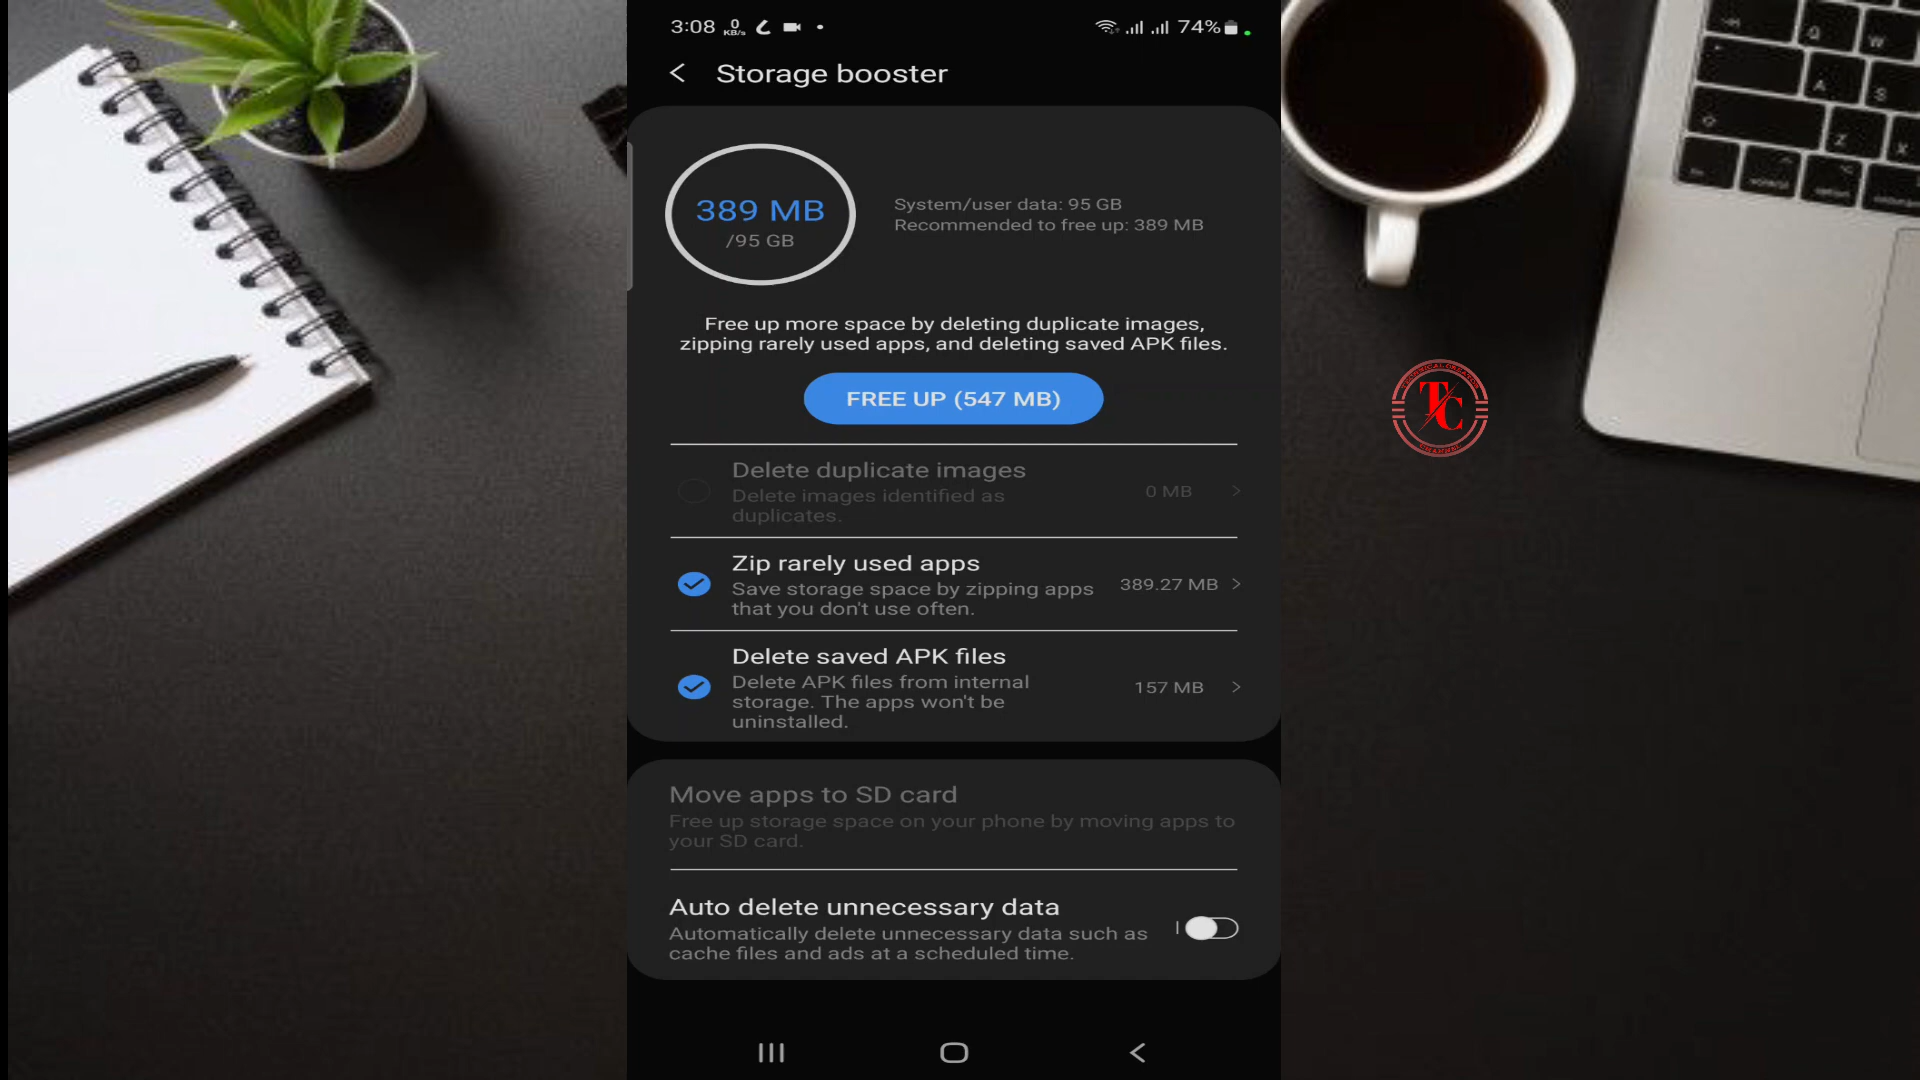 3:08 0 KB/s 74%
Storage booster
389 MB
/95 GB
System/user data: 95 GB
Recommended to free up: 389 MB
Free up more space by deleting duplicate images,
zipping rarely used apps, and deleting saved APK files.
FREE UP (547 MB)
Delete duplicate images
Delete images identified as
duplicates.
0 MB
Zip rarely used apps
Save storage space by zipping apps
that you don't use often.
389.27 MB
Delete saved APK files
Delete APK files from internal
storage. The apps won't be
uninstalled.
157 MB
Move apps to SD card
Free up storage space on your phone by moving apps to
your SD card.
Auto delete unnecessary data
Automatically delete unnecessary data such as
cache files and ads at a scheduled time.
TC
Q W
A S
Z X
control option